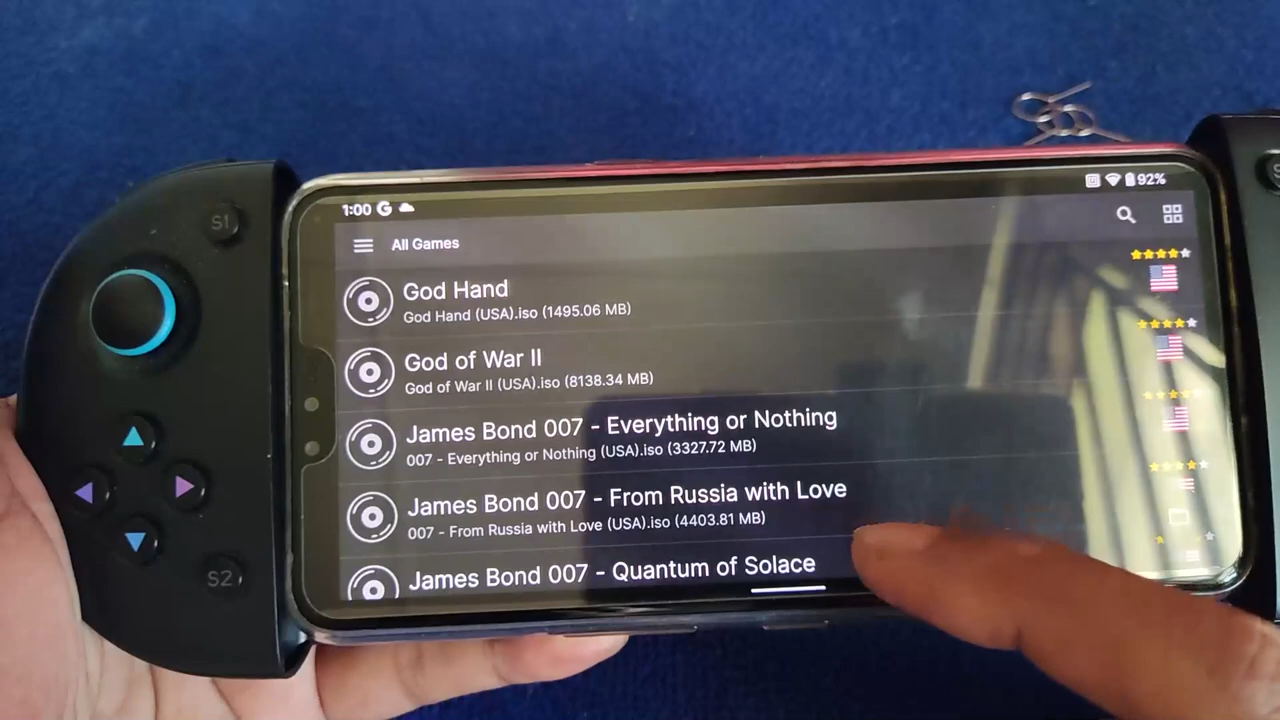 1:00 G
92%
All Games
God Hand
God Hand (USA).iso (1495.06 MB)
God of War II
God of War II (USA).iso (8138.34 MB)
James Bond 007 - Everything or Nothing
007 - Everything or Nothing (USA).iso (3327.72 MB)
James Bond 007 - From Russia with Love
007 - From Russia with Love (USA).iso (4403.81 MB)
James Bond 007 - Quantum of Solace
S1
S2